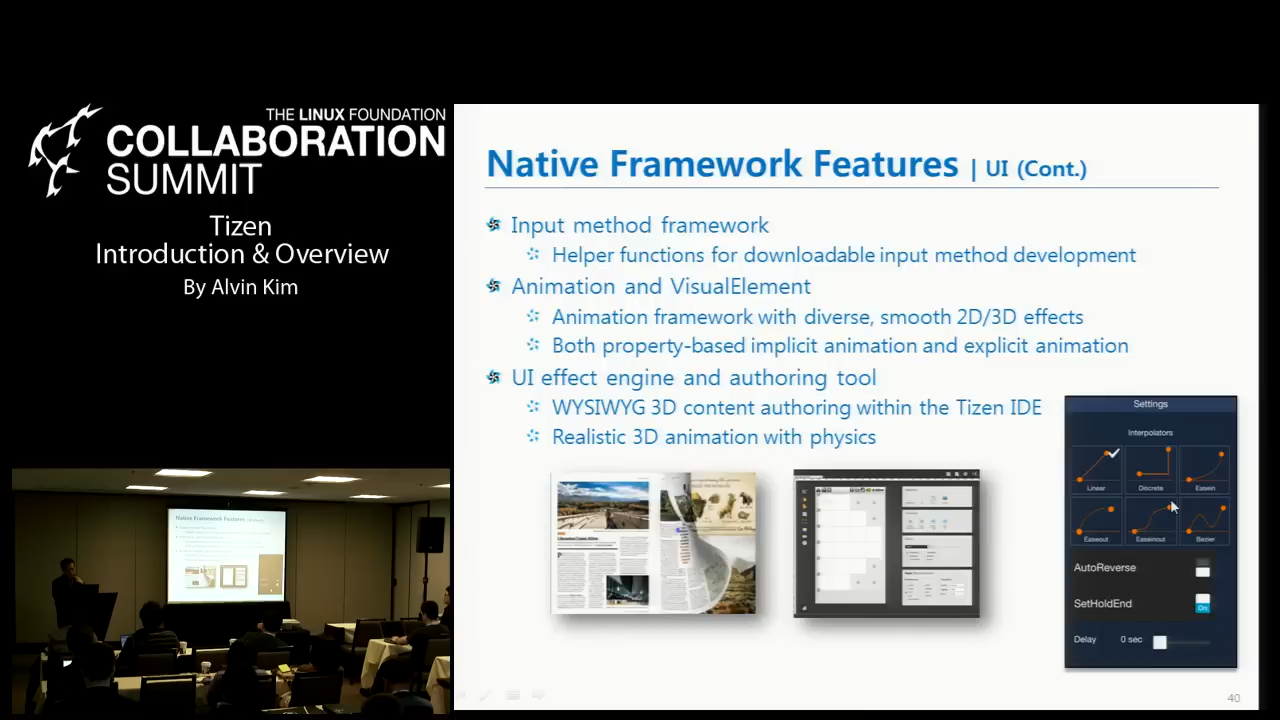 THE LINUX FOUNDATION
COLLABORATION
SUMMIT
Tizen
Introduction & Overview
By Alvin Kim
Native Framework Features | UI (Cont.)
Input method framework
Helper functions for downloadable input method development
Animation and VisualElement
Animation framework with diverse, smooth 2D/3D effects
Both property-based implicit animation and explicit animation
UI effect engine and authoring tool
WYSIWYG 3D content authoring within the Tizen IDE
Realistic 3D animation with physics
Settings
Interpolators
Linear Discrete Easein
Easeout Easeinout Bezier
AutoReverse
SetHoldEnd
On
Delay 0 sec
40
Native Framework Features